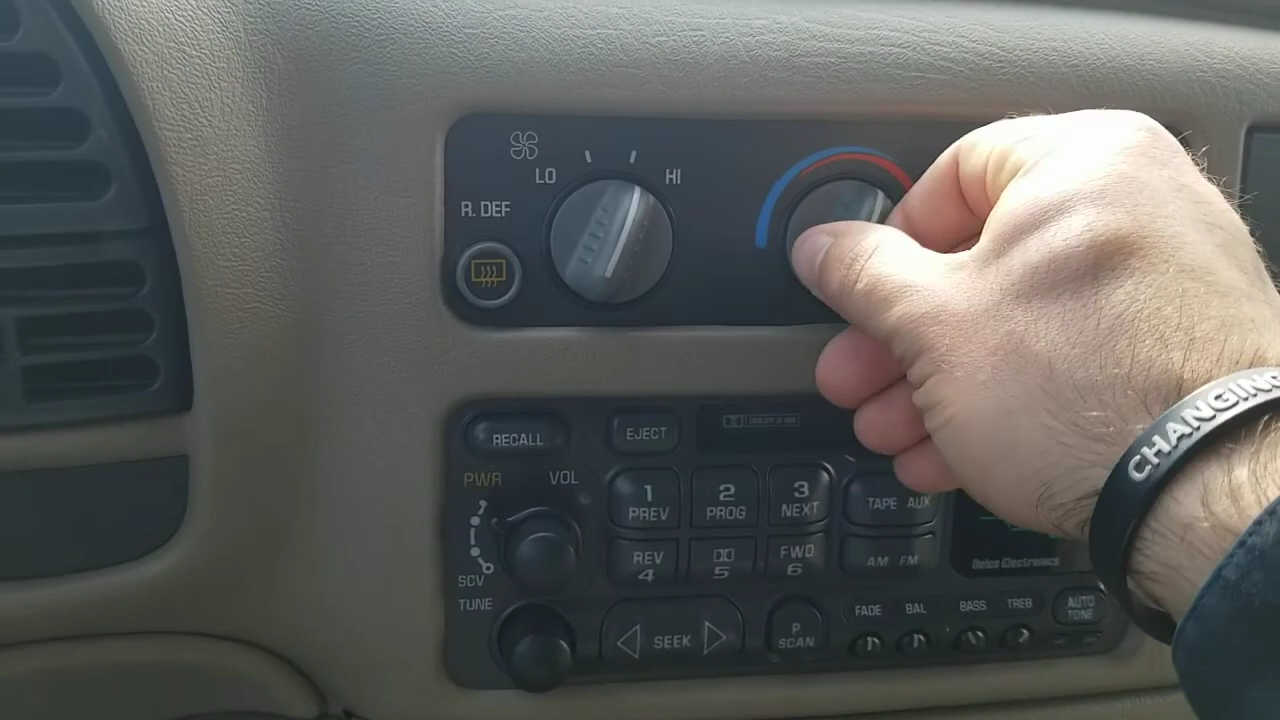 LO
HI
R. DEF
RECALL
EJECT
PWR
VOL
1
PREV
2
PROG
3
NEXT
TAPE AUX
REV
4
5
FWD
6
AM FM
Delco Electronics
SCV
TUNE
SEEK
P
SCAN
FADE
BAL
BASS
TREB
AUTO
TONE
CHANGING